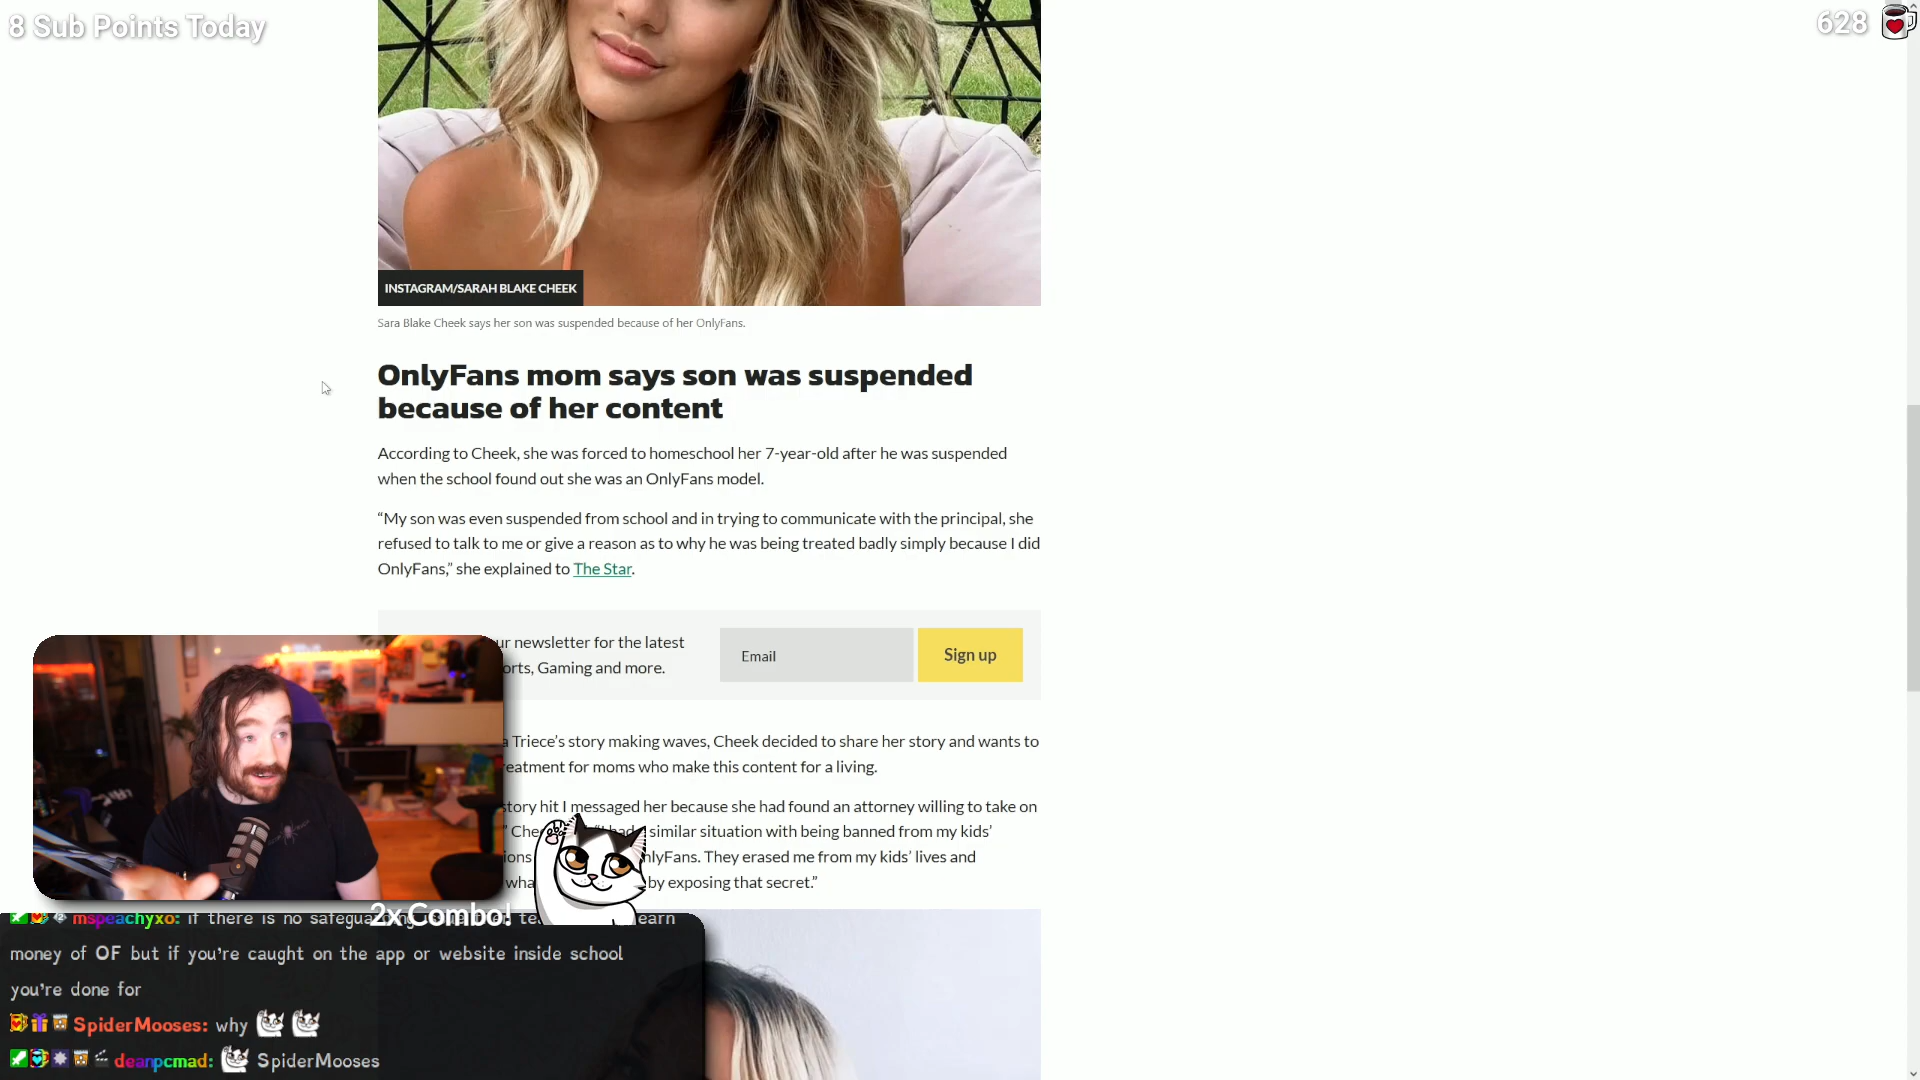 8 Sub Points Today
628
INSTAGRAM/SARAH BLAKE CHEEK
Sara Blake Cheek says her son was suspended because of her OnlyFans.
OnlyFans mom says son was suspended
because of her content
According to Cheek, she was forced to homeschool her 7-year-old after he was suspended
when the school found out she was an OnlyFans model.
“My son was even suspended from school and in trying to communicate with the principal, she
refused to talk to me or give a reason as to why he was being treated badly simply because I did
OnlyFans,” she explained to The Star.
newsletter for the latest
Gaming and more.
Email
Sign up
Triece’s story making waves, Cheek decided to share her story and wants to
for moms who make this content for a living.
story hit I messaged her because she had found an attorney willing to take on
similar situation with being banned from my kids’
OnlyFans. They erased me from my kids’ lives and
by exposing that secret.”
2x Combo!
mspeachyxo: if there is no earn
money of OF but if you're caught on the app or website inside school
you're done for
SpiderMooses: why
deanpcmad: SpiderMooses